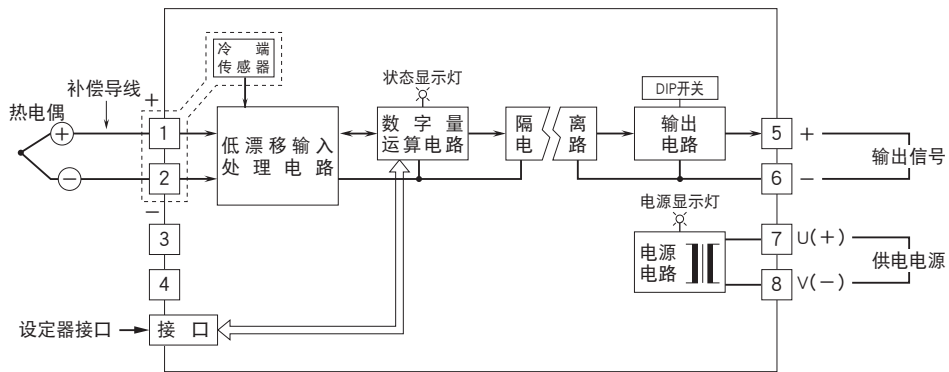 冷 端
传感器
补偿导线
热电偶
+
+
−
−
1
2
3
4
低漂移输入
处 理 电 路
状态显示灯
数 字 量
运算电路
隔 离
电 路
DIP开关
输出
电路
5 +
6 −
输出信号
电源显示灯
电源
电路
7 U(+)
8 V(−)
供电电源
设定器接口
接 口